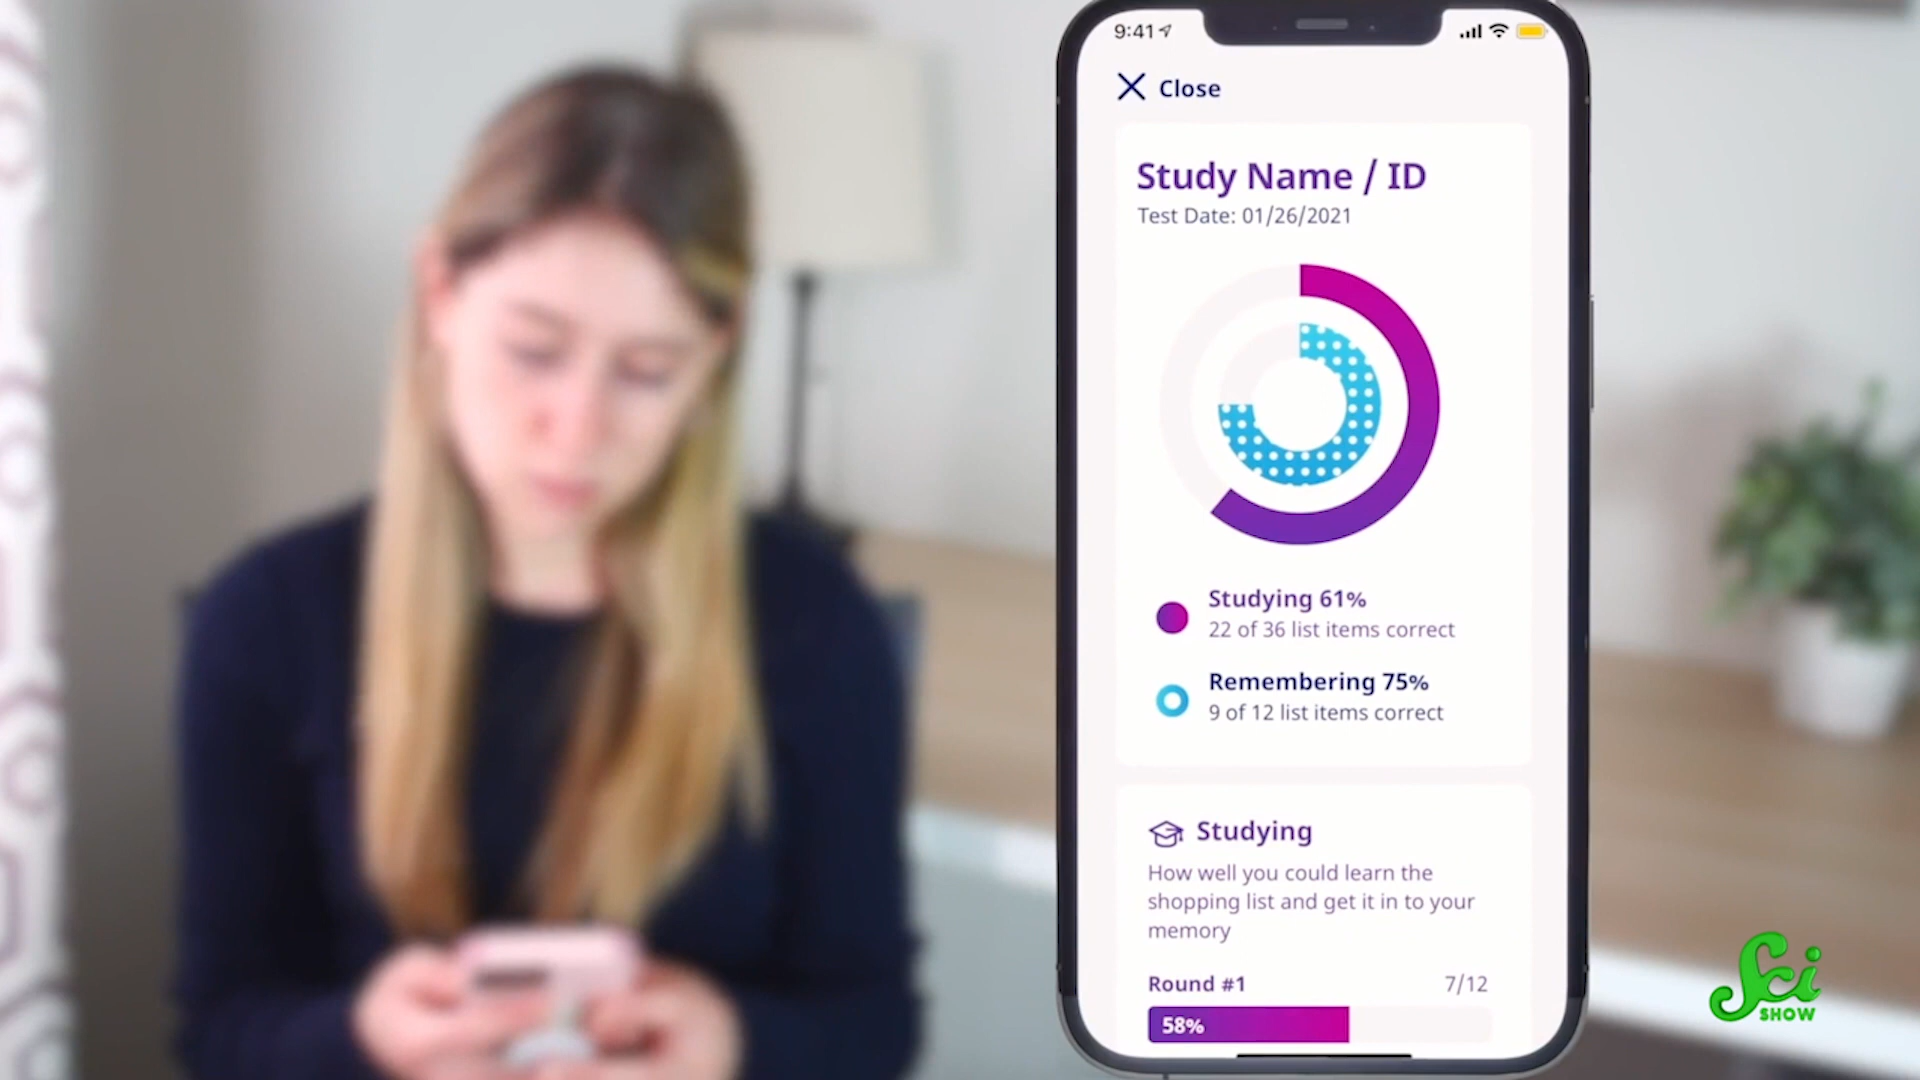 9:41
Close
Study Name / ID
Test Date: 01/26/2021
Studying 61%
22 of 36 list items correct
Remembering 75%
9 of 12 list items correct
Studying
How well you could learn the
shopping list and get it in to your
memory
Round #1 7/12
58%
Sci
SHOW